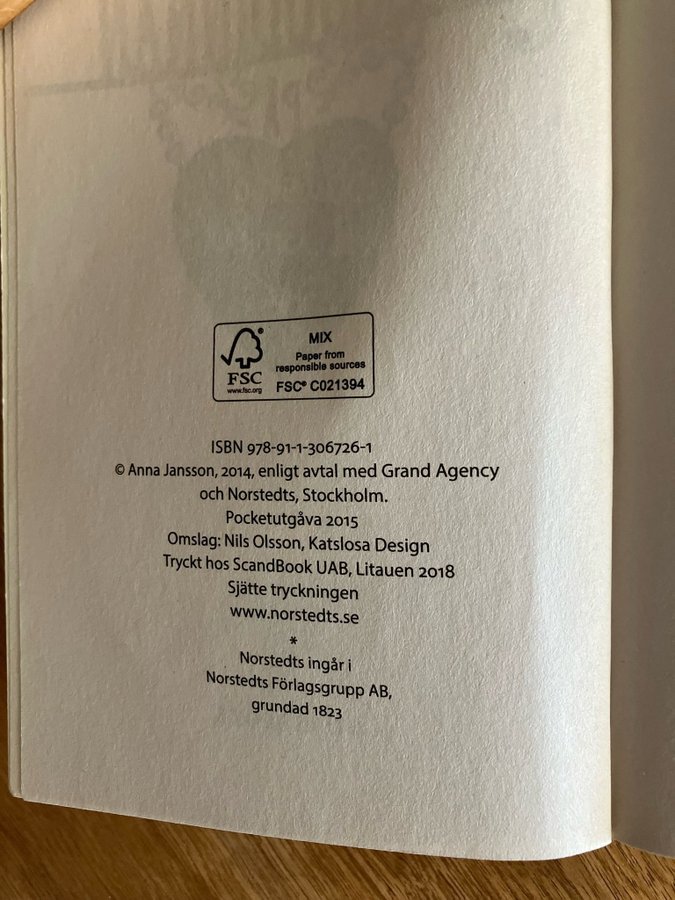 MIX
Paper from
responsible sources
FSC® C021394
FSC
www.fsc.org
ISBN 978-91-1-306726-1
© Anna Jansson, 2014, enligt avtal med Grand Agency
och Norstedts, Stockholm.
Pocketutgåva 2015
Omslag: Nils Olsson, Katslosa Design
Tryckt hos ScandBook UAB, Litauen 2018
Sjätte tryckningen
www.norstedts.se
*
Norstedts ingår i
Norstedts Förlagsgrupp AB,
grundad 1823